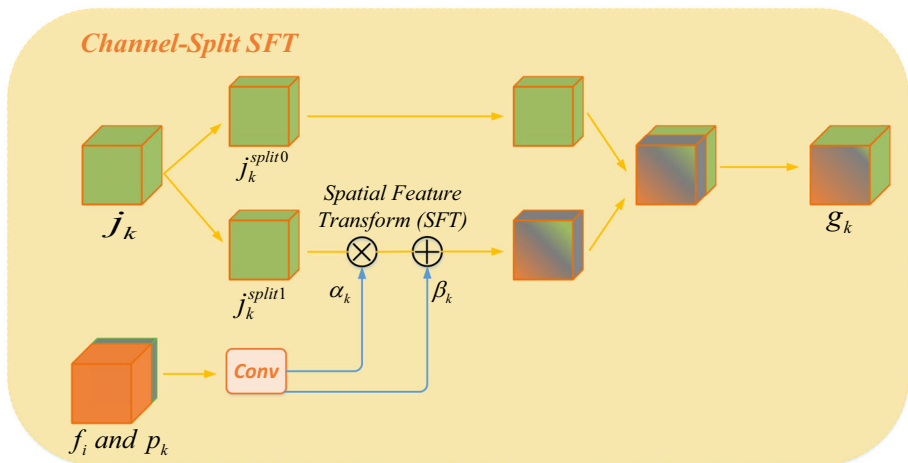 Channel-Split SFT
j_k^{split0}
j_k
Spatial Feature
Transform (SFT)
j_k^{split1}
α_k
β_k
g_k
Conv
f_i and p_k